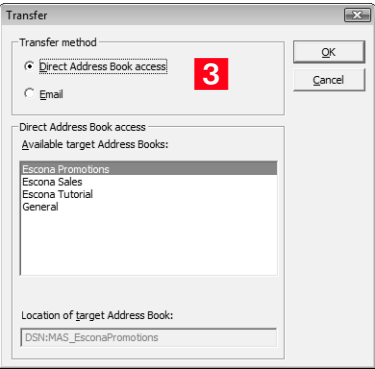 Transfer
Transfer method
Direct Address Book access
Email
3
OK
Cancel
Direct Address Book access
Available target Address Books:
Escona Promotions
Escona Sales
Escona Tutorial
General
Location of target Address Book:
DSN:MAS_EsconaPromotions